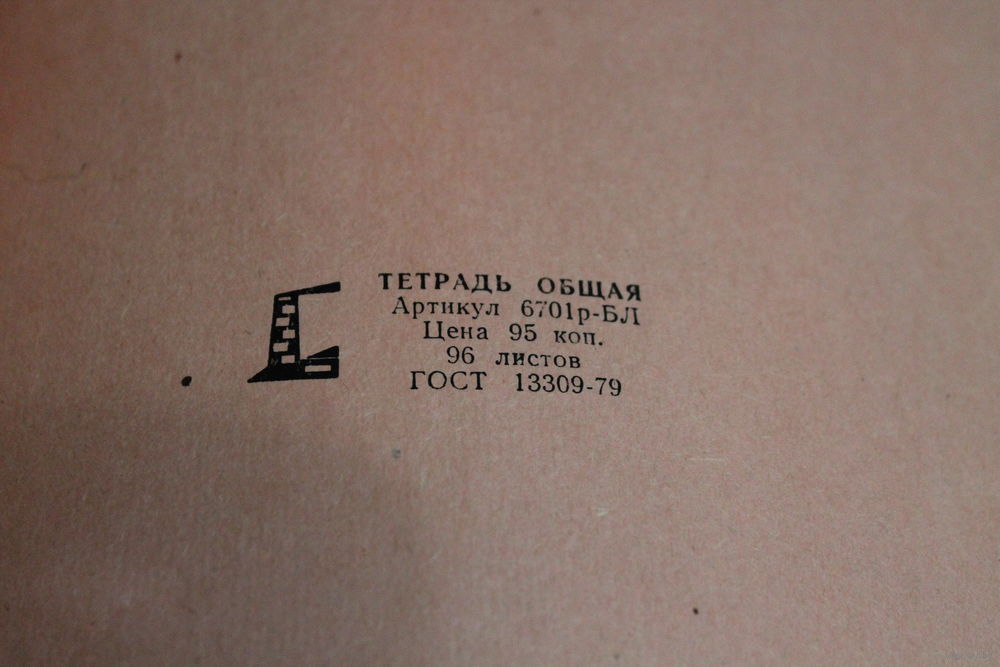 ТЕТРАДЬ ОБЩАЯ
Артикул 6701р-БЛ
Цена 95 коп.
96 листов
ГОСТ 13309-79